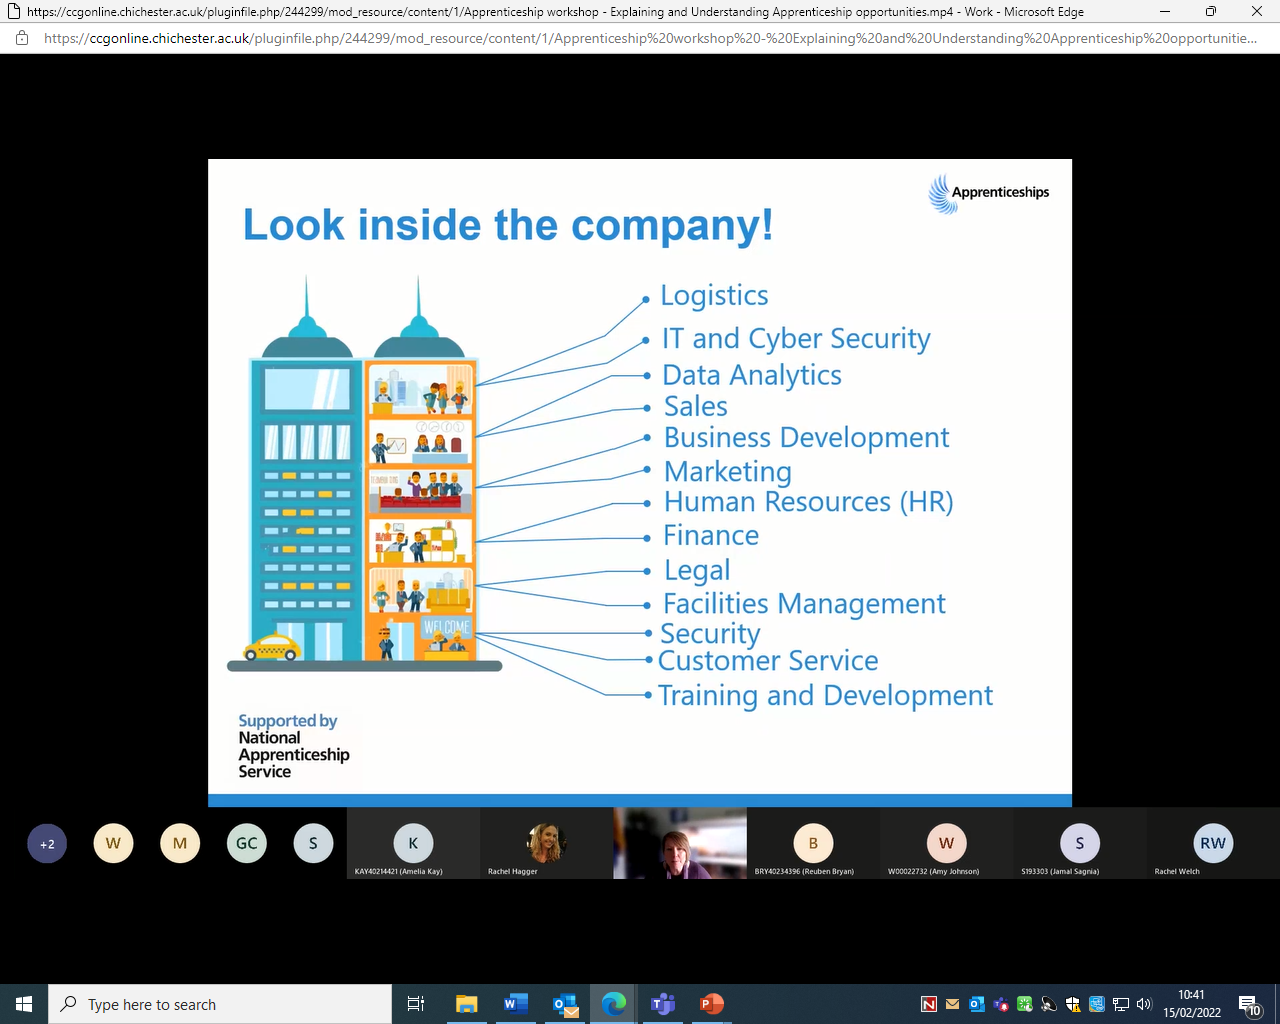 https://ccgonline.chichester.ac.uk/pluginfile.php/244299/mod_resource/content/1/Apprenticeship workshop - Explaining and Understanding Apprenticeship opportunities.mp4 - Work - Microsoft Edge
https://ccgonline.chichester.ac.uk/pluginfile.php/244299/mod_resource/content/1/Apprenticeship%20workshop%20-%20Explaining%20and%20Understanding%20Apprenticeship%20opportunitie...
Apprenticeships
Look inside the company!
Logistics
IT and Cyber Security
Data Analytics
Sales
Business Development
Marketing
Human Resources (HR)
Finance
Legal
Facilities Management
WELCOME
Security
Customer Service
Training and Development
Supported by
National
Apprenticeship
Service
+2
W
M
GC
S
K
B
W
S
RW
KAY40214421 (Amelia Kay)
Rachel Hagger
BRY40234396 (Reuben Bryan)
W00022732 (Amy Johnson)
S193303 (Jamal Sagnia)
Rachel Welch
Type here to search
10:41
15/02/2022
10